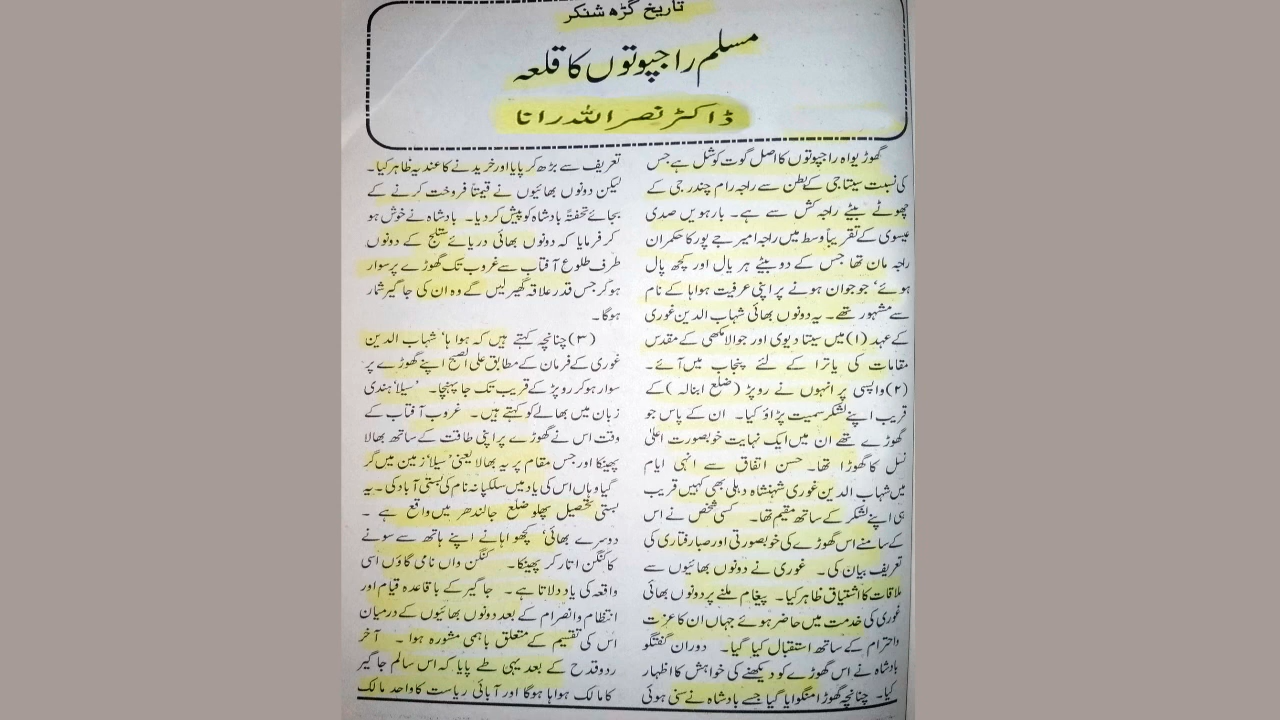 تاریخ گڑھ شنکر
مسلم راجپوتوں کا قلعہ
ڈاکٹر نصر اللہ رانا
گھوڑیواہ راجپوتوں کا اصل گوت کوشل ہے جس
کی نسبت سیتا جی کے بطن سے راجہ رام چندر جی کے
چھوٹے بیٹے راجہ کش سے ہے۔ بارہویں صدی
عیسوی کے تقریباً وسط میں راجہ امیر جے پور کا حکمران
راجہ مان تھا جس کے دو بیٹے ہریال اور کچھ پال
ہوئے، جو جوان ہونے پر اپنی عرفیت ہواہا کے نام
سے مشہور تھے۔ یہ دونوں بھائی شہاب الدین غوری
کے عہد (۱) میں سیتا دیوی اور جوالا مکھی کے مقدس
مقامات کی یاترا کے لئے پنجاب میں آئے۔
(۲) واپسی پر انہوں نے روپڑ (ضلع انبالہ) کے
قریب اپنے لشکر سمیت پڑاؤ کیا۔ ان کے پاس جو
گھوڑے تھے ان میں ایک نہایت خوبصورت اعلیٰ
نسل کا گھوڑا تھا۔ حسن اتفاق سے انہی ایام
میں شہاب الدین غوری شہنشاہ دہلی بھی کہیں قریب
ہی اپنے لشکر کے ساتھ مقیم تھا۔ کسی شخص نے اس
کے سامنے اس گھوڑے کی خوبصورتی اور صبا رفتاری کی
تعریف بیان کی۔ غوری نے دونوں بھائیوں سے
ملاقات کا اشتیاق ظاہر کیا۔ پیغام ملنے پر دونوں بھائی
غوری کی خدمت میں حاضر ہوئے جہاں ان کا عزت
واحترام کے ساتھ استقبال کیا گیا۔ دوران گفتگو
بادشاہ نے اس گھوڑے کو دیکھنے کی خواہش کا اظہار
کیا۔ چنانچہ گھوڑا منگوایا گیا جسے بادشاہ نے سنی ہوئی
تعریف سے بڑھ کر پایا اور خریدنے کا عندیہ ظاہر کیا۔
لیکن دونوں بھائیوں نے قیمتاً فروخت کرنے کے
بجائے تحفتہً بادشاہ کو پیش کر دیا۔ بادشاہ نے خوش ہو
کر فرمایا کہ دونوں بھائی دریائے ستلج کے دونوں
طرف طلوع آفتاب سے غروب تک گھوڑے پر سوار
ہو کر جس قدر علاقہ گھیر لیں گے وہ ان کی جاگیر شمار
ہوگا۔
(۳) چنانچہ کہتے ہیں کہ ہواہا، شہاب الدین
غوری کے فرمان کے مطابق علی الصبح اپنے گھوڑے پر
سوار ہو کر روپڑ کے قریب تک جا پہنچا۔ 'سیلا' ہندی
زبان میں بھالے کو کہتے ہیں۔ غروب آفتاب کے
وقت اس نے گھوڑے پر اپنی طاقت کے ساتھ بھالا
پھینکا اور جس مقام پر یہ بھالا یعنی 'سیلا' زمین میں گر
گیا وہاں اس کی یاد میں سلکیانہ نام کی بستی آباد کی۔ یہ
بستی تحصیل پھلور ضلع جالندھر میں واقع ہے۔
دوسرے بھائی، کچھواہا نے اپنے ہاتھ سے سونے
کا کنگن اتار کر پھینکا۔ کنگن واں نامی گاؤں اسی
واقعہ کی یاد دلاتا ہے۔ جاگیر کے باقاعدہ قیام اور
انتظام وانصرام کے بعد دونوں بھائیوں کے درمیان
اس کی تقسیم کے متعلق باہمی مشورہ ہوا۔ آخر
ردوقدح کے بعد یہی طے پایا کہ اس سالم جاگیر
کا مالک ہواہا ہوگا اور آبائی ریاست کا واحد مالک